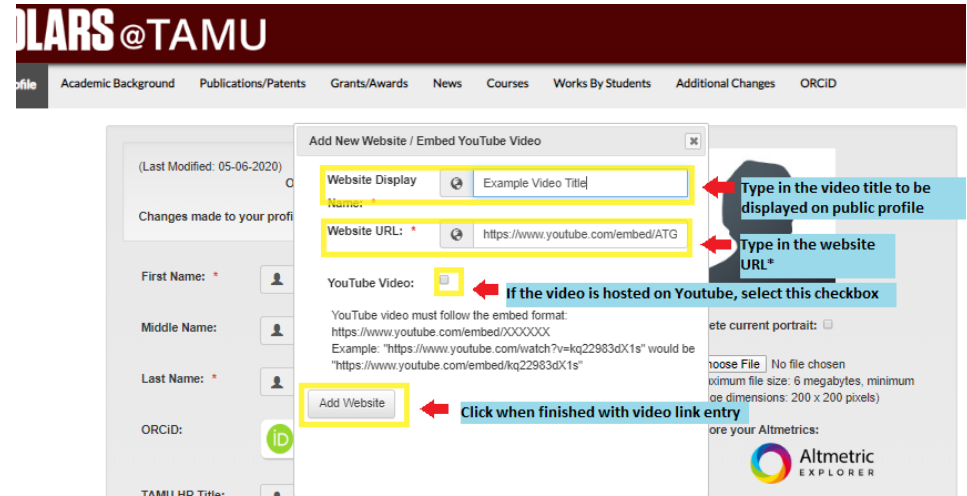 OLARS @TAMU
ofile Academic Background Publications/Patents Grants/Awards News Courses Works By Students Additional Changes ORCiD
Add New Website / Embed YouTube Video
(Last Modified: 05-06-2020)
O
Changes made to your profi
Website Display
Name: *
Example Video Title
Type in the video title to be
displayed on public profile
Website URL: *
https://www.youtube.com/embed/ATG
Type in the website
URL*
First Name: *
YouTube Video:
If the video is hosted on Youtube, select this checkbox
YouTube video must follow the embed format:
https://www.youtube.com/embed/XXXXXX
Example: "https://www.youtube.com/watch?v=kq22983dX1s" would be
"https://www.youtube.com/embed/kq22983dX1s"
Middle Name:
ete current portrait:
hoose File No file chosen
aximum file size: 6 megabytes, minimum
ge dimensions: 200 x 200 pixels)
Last Name: *
Add Website
Click when finished with video link entry
ORCiD:
iD
ore your Altmetrics:
Altmetric
EXPLORER
TAMU HR Title: